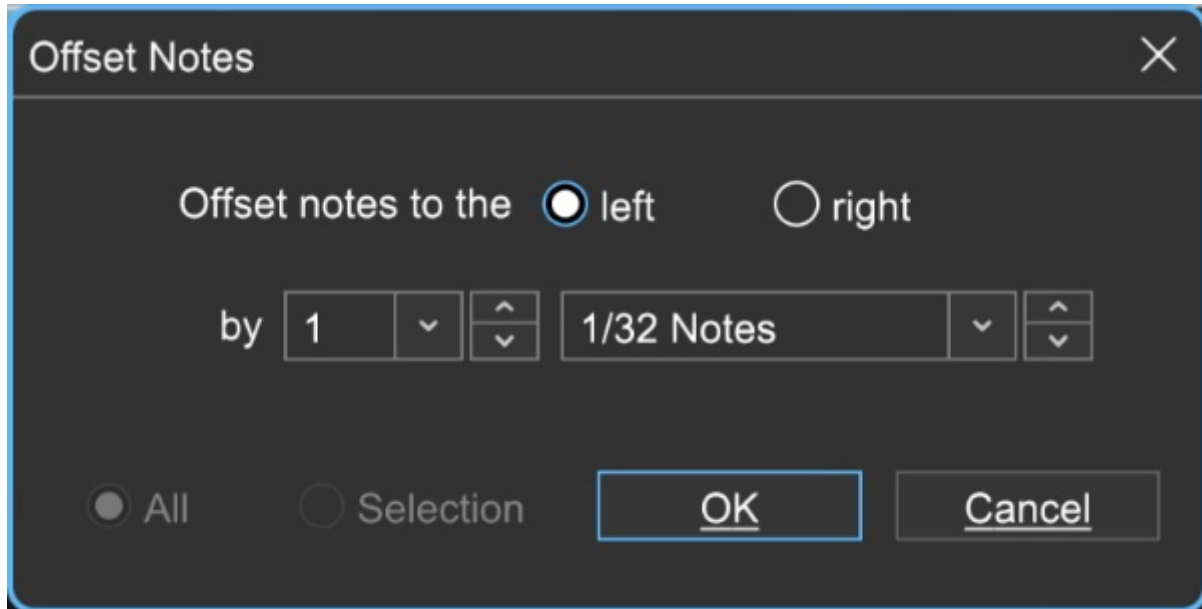 Offset Notes
Offset notes to the left right
by 1 1/32 Notes
All Selection OK Cancel